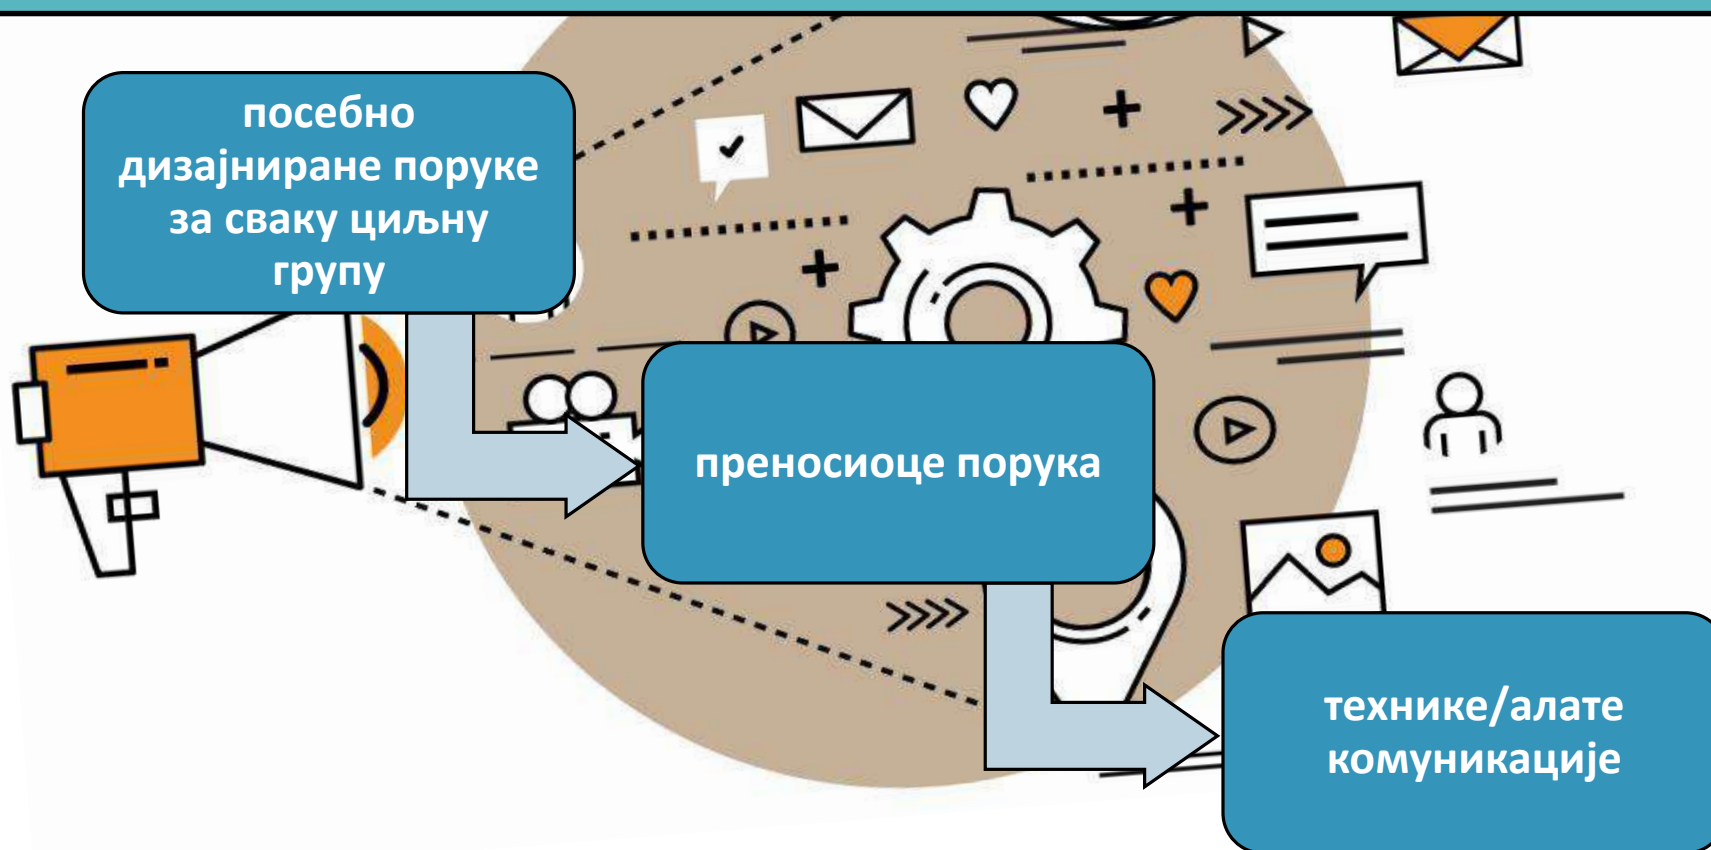 посебно
дизајниране поруке
за сваку циљну
групу
преносиоце порука
технике/алате
комуникације